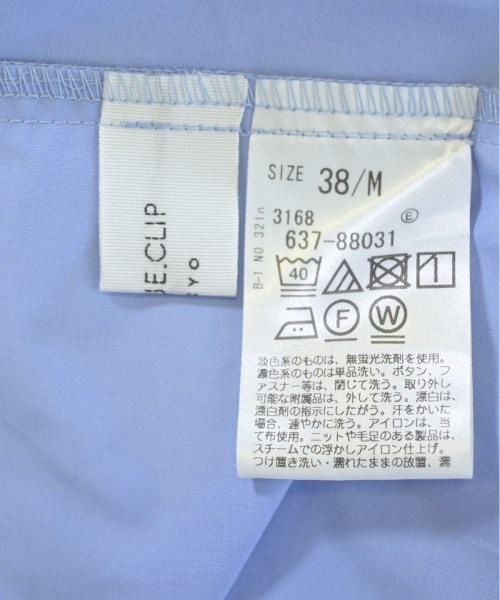 SE.CLIP
SIZE 38/M
3168 Ⓔ
637-88031
B-1 NO 321n
40 1
F W
淡色系のものは、無蛍光洗剤を使用。
濃色系のものは単品洗い。ボタン、フ
ァスナー等は、閉じて洗う。取り外し
可能な附属品は、外して洗う。漂白は、
漂白剤の指示にしたがう。汗をかいた
場合、速やかに洗う。アイロンは、当
て布使用。ニットや毛足のある製品は、
スチームでの浮かしアイロン仕上げ。
つけ置き洗い・濡れたままの放置、濡